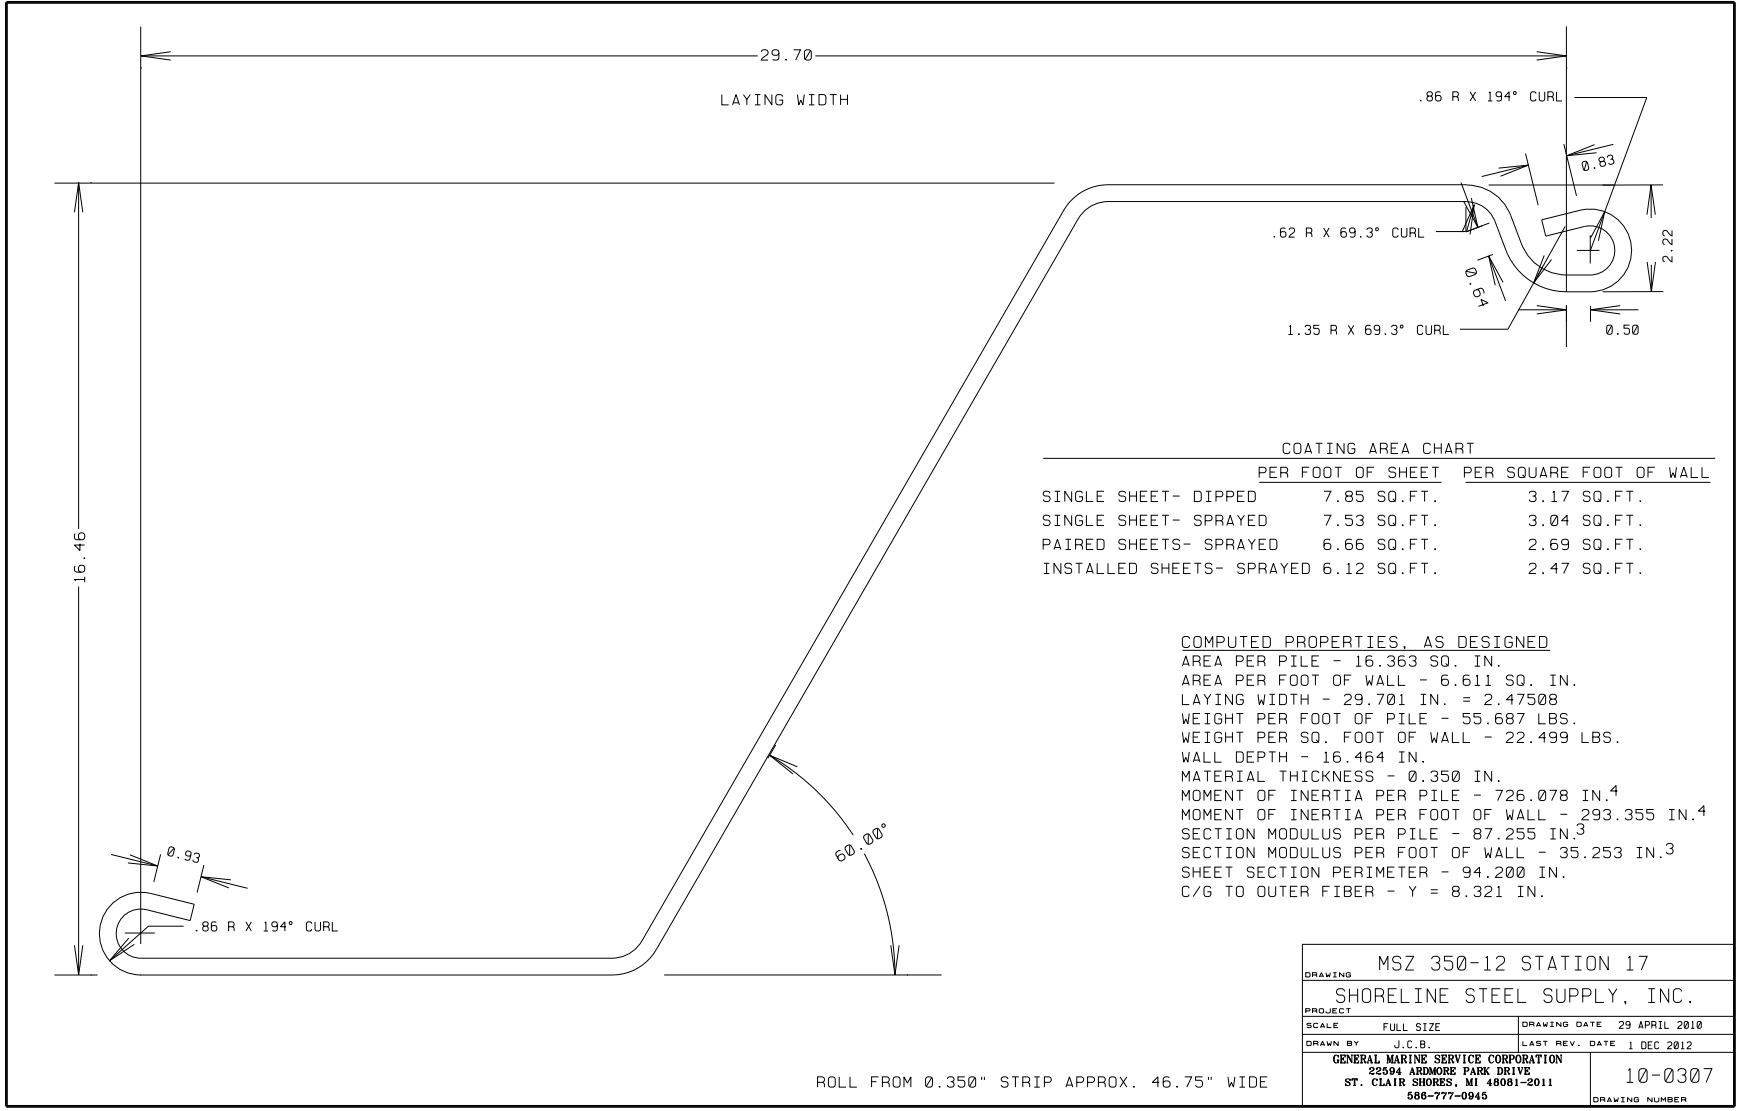 29.70
LAYING WIDTH
.86 R X 194° CURL
0.83
.62 R X 69.3° CURL
2.22
0.64
1.35 R X 69.3° CURL
0.50
16.46
60.00°
0.93
.86 R X 194° CURL
COATING AREA CHART
PER FOOT OF SHEET PER SQUARE FOOT OF WALL
SINGLE SHEET- DIPPED 7.85 SQ.FT. 3.17 SQ.FT.
SINGLE SHEET- SPRAYED 7.53 SQ.FT. 3.04 SQ.FT.
PAIRED SHEETS- SPRAYED 6.66 SQ.FT. 2.69 SQ.FT.
INSTALLED SHEETS- SPRAYED 6.12 SQ.FT. 2.47 SQ.FT.
COMPUTED PROPERTIES, AS DESIGNED
AREA PER PILE - 16.363 SQ. IN.
AREA PER FOOT OF WALL - 6.611 SQ. IN.
LAYING WIDTH - 29.701 IN. = 2.47508
WEIGHT PER FOOT OF PILE - 55.687 LBS.
WEIGHT PER SQ. FOOT OF WALL - 22.499 LBS.
WALL DEPTH - 16.464 IN.
MATERIAL THICKNESS - 0.350 IN.
MOMENT OF INERTIA PER PILE - 726.078 IN.⁴
MOMENT OF INERTIA PER FOOT OF WALL - 293.355 IN.⁴
SECTION MODULUS PER PILE - 87.255 IN.³
SECTION MODULUS PER FOOT OF WALL - 35.253 IN.³
SHEET SECTION PERIMETER - 94.200 IN.
C/G TO OUTER FIBER - Y = 8.321 IN.
ROLL FROM 0.350" STRIP APPROX. 46.75" WIDE
DRAWING MSZ 350-12 STATION 17
PROJECT SHORELINE STEEL SUPPLY, INC.
SCALE FULL SIZE DRAWING DATE 29 APRIL 2010
DRAWN BY J.C.B. LAST REV. DATE 1 DEC 2012
GENERAL MARINE SERVICE CORPORATION
22594 ARDMORE PARK DRIVE
ST. CLAIR SHORES, MI 48081-2011
586-777-0945
10-0307
DRAWING NUMBER